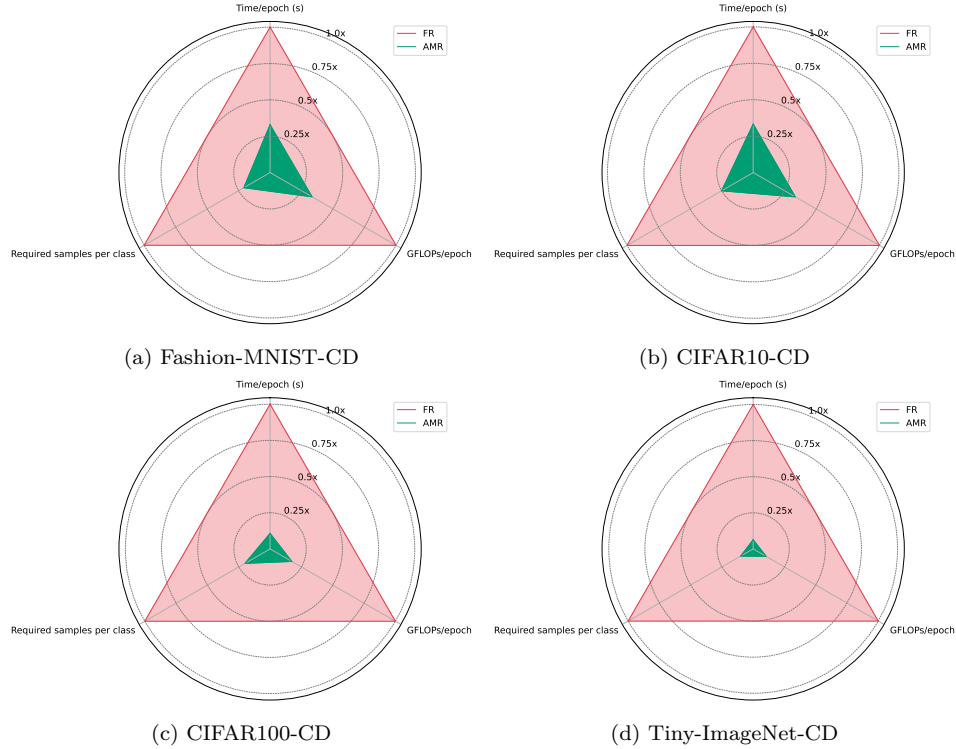 Time/epoch (s)
1.0x
0.75x
0.5x
0.25x
FR
AMR
Required samples per class
GFLOPs/epoch
(a) Fashion-MNIST-CD
Time/epoch (s)
1.0x
0.75x
0.5x
0.25x
FR
AMR
Required samples per class
GFLOPs/epoch
(b) CIFAR10-CD
Time/epoch (s)
1.0x
0.75x
0.5x
0.25x
FR
AMR
Required samples per class
GFLOPs/epoch
(c) CIFAR100-CD
Time/epoch (s)
1.0x
0.75x
0.5x
0.25x
FR
AMR
Required samples per class
GFLOPs/epoch
(d) Tiny-ImageNet-CD